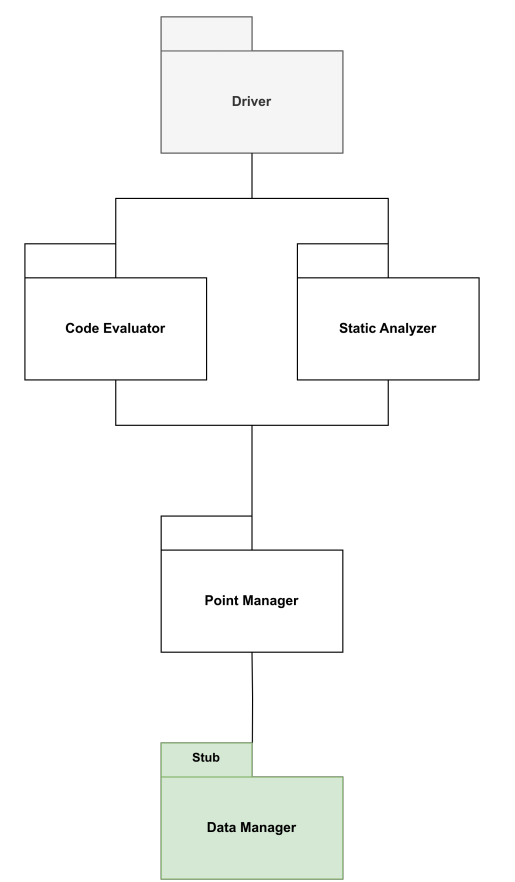 Driver
Code Evaluator
Static Analyzer
Point Manager
Stub
Data Manager